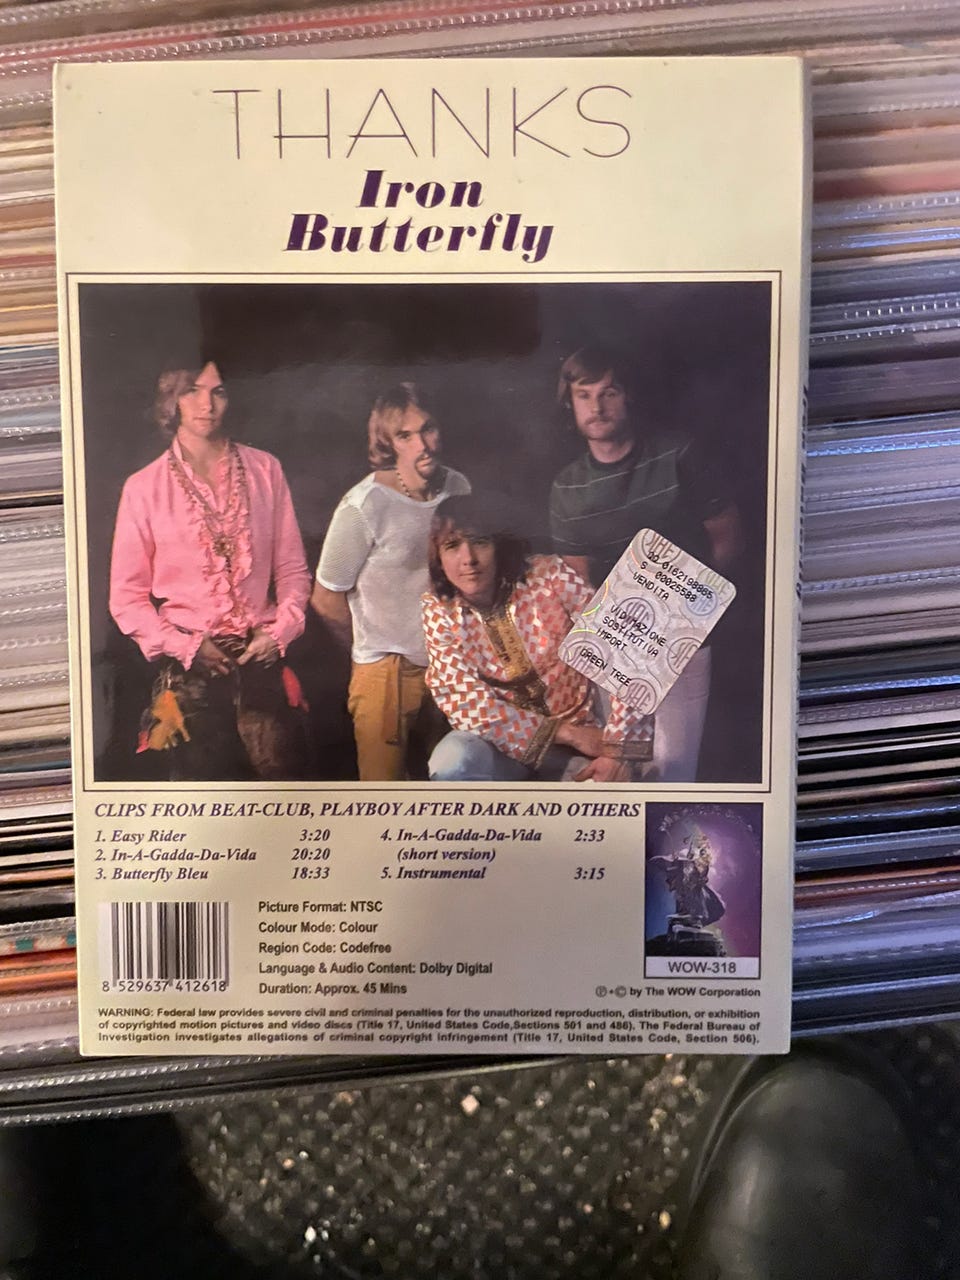 THANKS
Iron
Butterfly
SIAE
DD 0162198885
S 00025588
VENDITA
VIDIMAZIONE
SOSTITUTIVA
IMPORT
GREEN TREE
CLIPS FROM BEAT-CLUB, PLAYBOY AFTER DARK AND OTHERS
1. Easy Rider 3:20
2. In-A-Gadda-Da-Vida 20:20
3. Butterfly Bleu 18:33
4. In-A-Gadda-Da-Vida 2:33
(short version)
5. Instrumental 3:15
Picture Format: NTSC
Colour Mode: Colour
Region Code: Codefree
Language & Audio Content: Dolby Digital
Duration: Approx. 45 Mins
8 529637 412618
WOW-318
℗+© by The WOW Corporation
WARNING: Federal law provides severe civil and criminal penalties for the unauthorized reproduction, distribution, or exhibition
of copyrighted motion pictures and video discs (Title 17, United States Code,Sections 501 and 486). The Federal Bureau of
Investigation investigates allegations of criminal copyright infringement (Title 17, United States Code, Section 506).